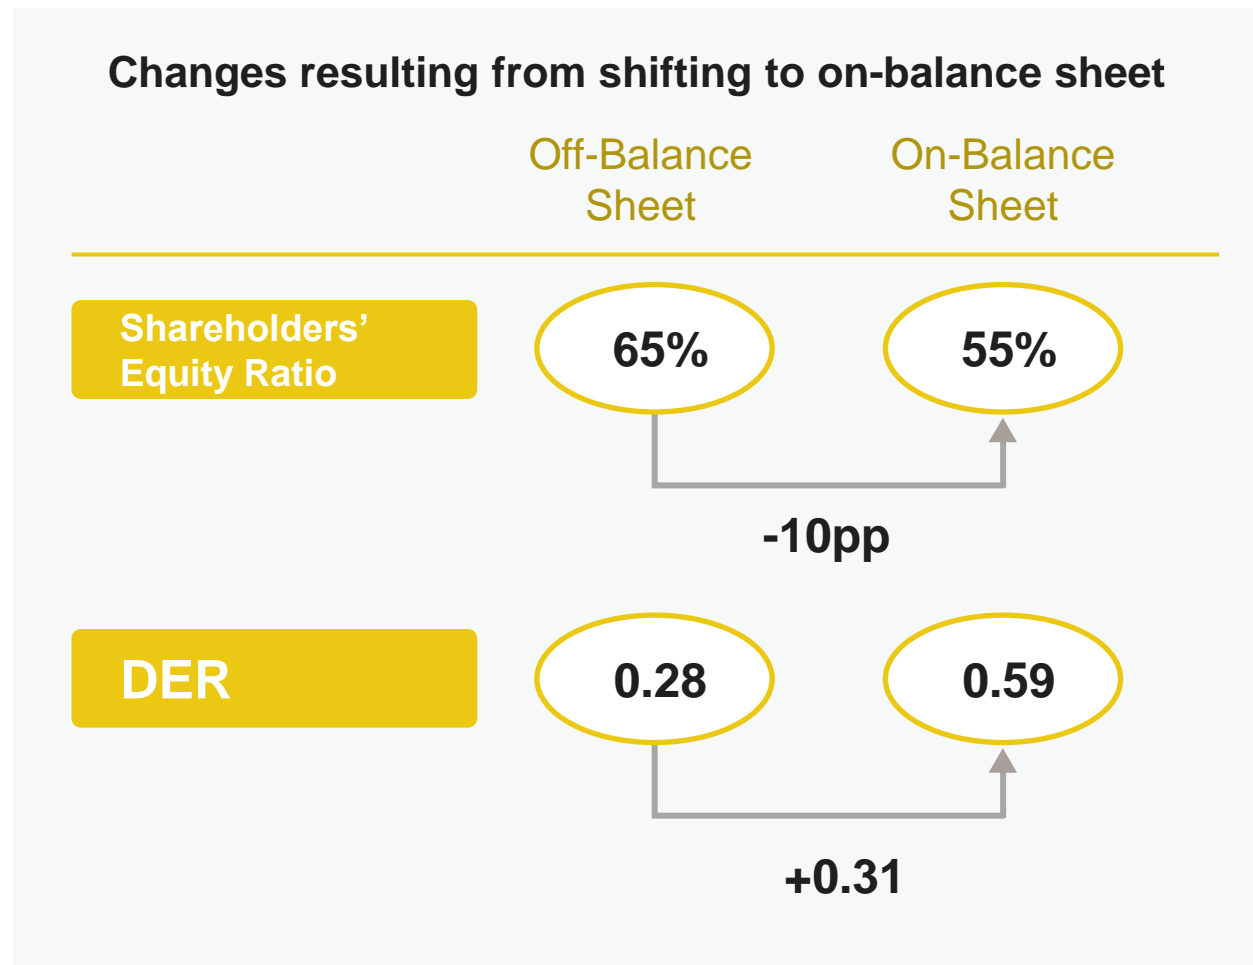 Changes resulting from shifting to on-balance sheet
Off-Balance
Sheet
On-Balance
Sheet
Shareholders’
Equity Ratio
65%
55%
-10pp
DER
0.28
0.59
+0.31